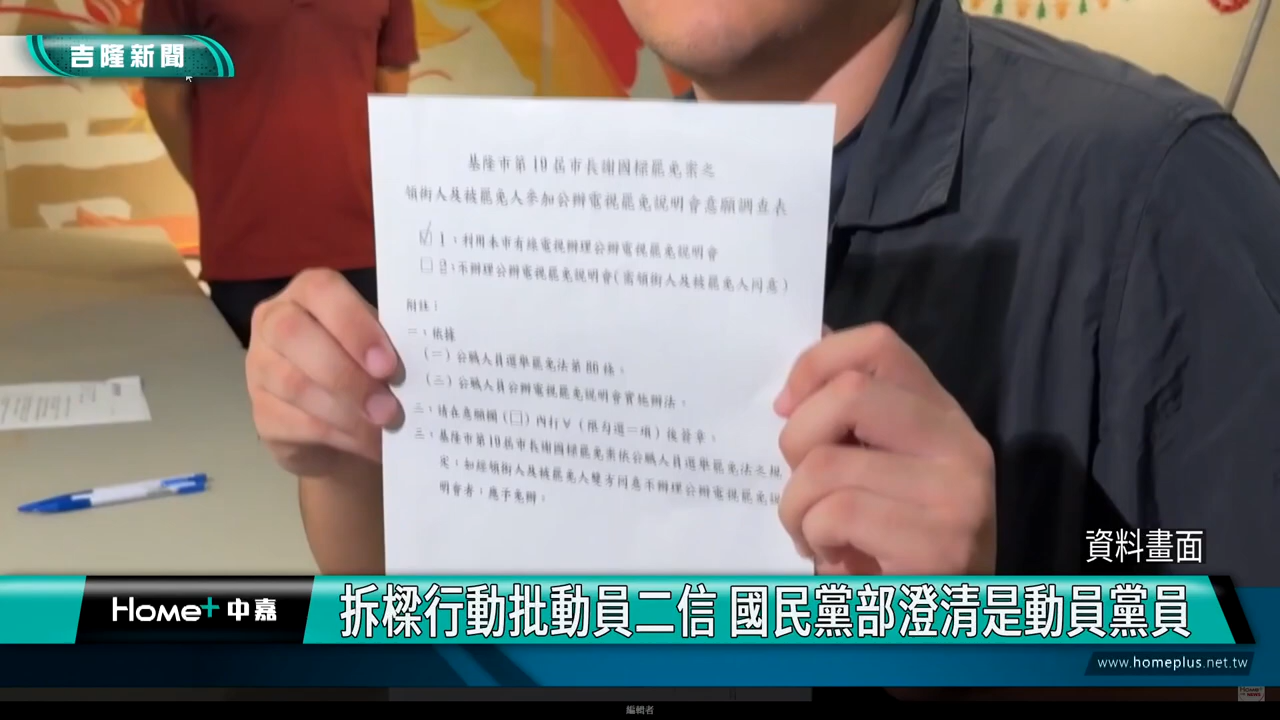 吉隆新聞
基隆市第19屆市長謝國樑罷免案之
領銜人及被罷免人參加公辦電視罷免說明會意願調查表
☑ 1、利用本市有線電視辦理公辦電視罷免說明會
□ 2、不辦理公辦電視罷免說明會(需領銜人及被罷免人同意)
附註：
一、依據
(一)公職人員選舉罷免法第86條。
(二)公職人員公辦電視罷免說明會實施辦法。
二、請在意願欄(□)內打∨(限勾選一項)後簽章。
三、基隆市第19屆市長謝國樑罷免案依公職人員選舉罷免法之規
定，如經領銜人及被罷免人雙方同意不辦理公辦電視罷免說
明會者，應予免辦。
資料畫面
Home+中嘉
拆樑行動批動員二信 國民黨部澄清是動員黨員
www.homeplus.net.tw
Home+
NEWS
編輯者